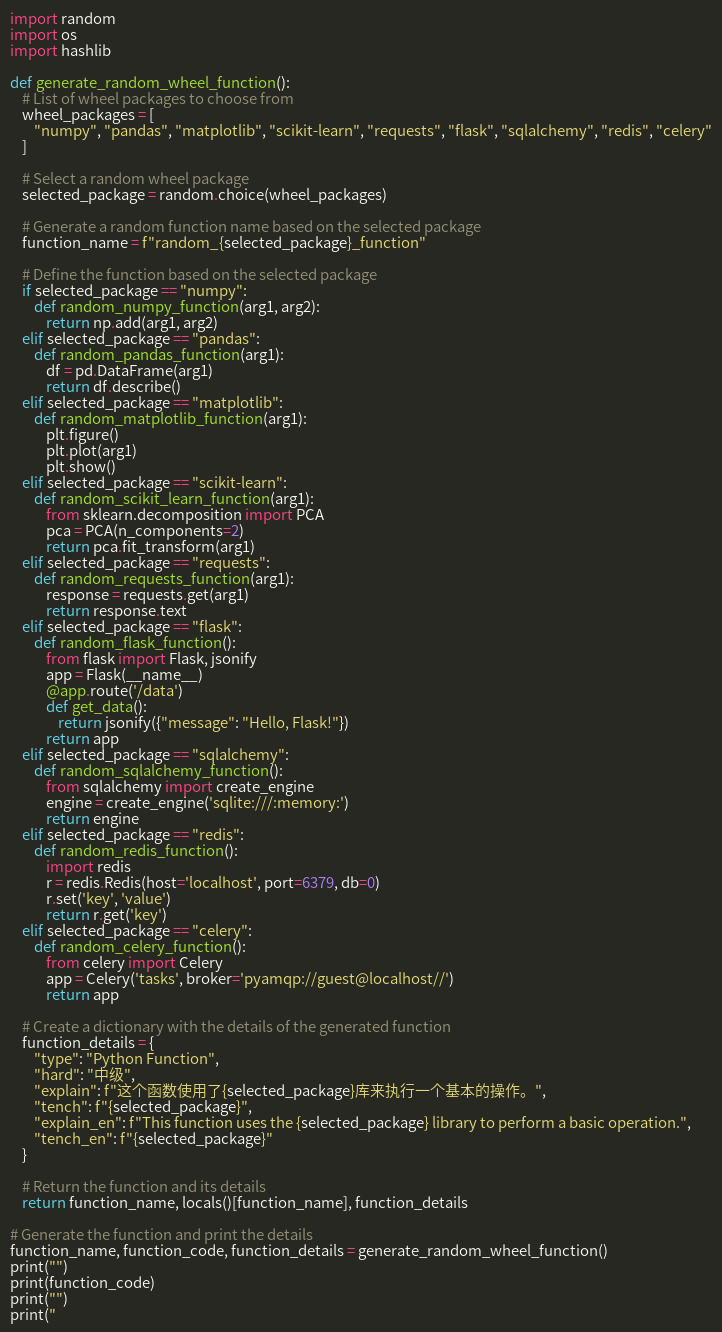 import random
import os
import hashlib

def generate_random_wheel_function():
    # List of wheel packages to choose from
    wheel_packages = [
        "numpy", "pandas", "matplotlib", "scikit-learn", "requests", "flask", "sqlalchemy", "redis", "celery"
    ]

    # Select a random wheel package
    selected_package = random.choice(wheel_packages)

    # Generate a random function name based on the selected package
    function_name = f"random_{selected_package}_function"

    # Define the function based on the selected package
    if selected_package == "numpy":
        def random_numpy_function(arg1, arg2):
            return np.add(arg1, arg2)
    elif selected_package == "pandas":
        def random_pandas_function(arg1):
            df = pd.DataFrame(arg1)
            return df.describe()
    elif selected_package == "matplotlib":
        def random_matplotlib_function(arg1):
            plt.figure()
            plt.plot(arg1)
            plt.show()
    elif selected_package == "scikit-learn":
        def random_scikit_learn_function(arg1):
            from sklearn.decomposition import PCA
            pca = PCA(n_components=2)
            return pca.fit_transform(arg1)
    elif selected_package == "requests":
        def random_requests_function(arg1):
            response = requests.get(arg1)
            return response.text
    elif selected_package == "flask":
        def random_flask_function():
            from flask import Flask, jsonify
            app = Flask(__name__)
            @app.route('/data')
            def get_data():
                return jsonify({"message": "Hello, Flask!"})
            return app
    elif selected_package == "sqlalchemy":
        def random_sqlalchemy_function():
            from sqlalchemy import create_engine
            engine = create_engine('sqlite:///:memory:')
            return engine
    elif selected_package == "redis":
        def random_redis_function():
            import redis
            r = redis.Redis(host='localhost', port=6379, db=0)
            r.set('key', 'value')
            return r.get('key')
    elif selected_package == "celery":
        def random_celery_function():
            from celery import Celery
            app = Celery('tasks', broker='pyamqp://guest@localhost//')
            return app

    # Create a dictionary with the details of the generated function
    function_details = {
        "type": "Python Function",
        "hard": "中级",
        "explain": f"这个函数使用了{selected_package}库来执行一个基本的操作。",
        "tench": f"{selected_package}",
        "explain_en": f"This function uses the {selected_package} library to perform a basic operation.",
        "tench_en": f"{selected_package}"
    }

    # Return the function and its details
    return function_name, locals()[function_name], function_details

# Generate the function and print the details
function_name, function_code, function_details = generate_random_wheel_function()
print("")
print(function_code)
print("")
print("